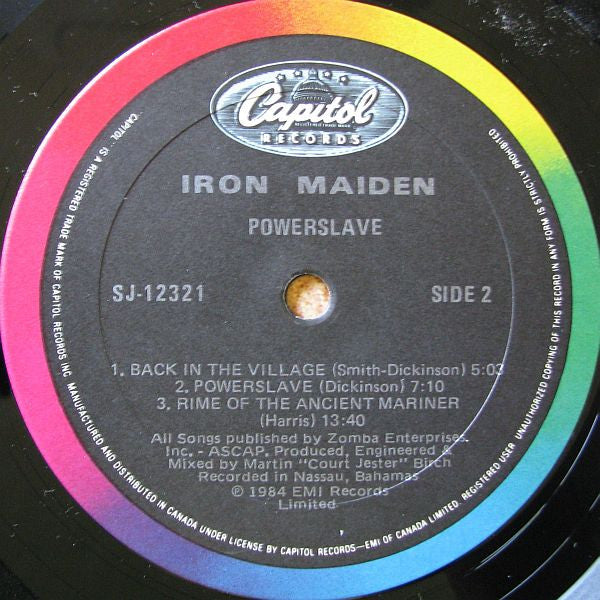 Capitol
REGISTERED TRADE MARK
RECORDS
IRON MAIDEN
POWERSLAVE
SJ-12321
SIDE 2
1. BACK IN THE VILLAGE (Smith-Dickinson) 5:03
2. POWERSLAVE (Dickinson) 7:10
3. RIME OF THE ANCIENT MARINER
(Harris) 13:40
All Songs published by Zomba Enterprises
Inc. - ASCAP. Produced, Engineered &
Mixed by Martin "Court Jester" Birch
Recorded in Nassau, Bahamas
℗ 1984 EMI Records
Limited
CAPITOL IS A REGISTERED TRADE MARK OF CAPITOL RECORDS INC. MANUFACTURED AND DISTRIBUTED IN CANADA UNDER LICENSE BY CAPITOL RECORDS—EMI OF CANADA LIMITED. REGISTERED USER UNAUTHORIZED COPYING OF THIS RECORD IN ANY FORM IS STRICTLY PROHIBITED